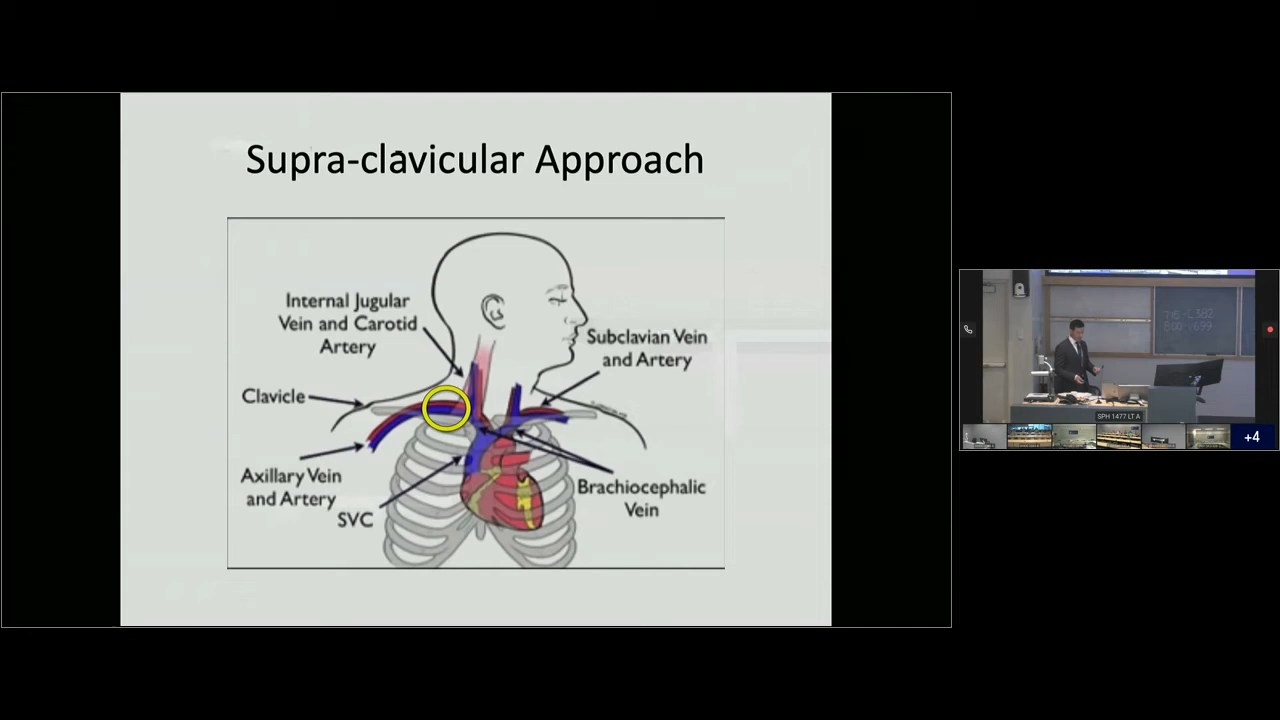 Supra-clavicular Approach
Internal Jugular
Vein and Carotid
Artery
Subclavian Vein
and Artery
Clavicle
Axillary Vein
and Artery
SVC
Brachiocephalic
Vein
SPH 1477 LT A
+4